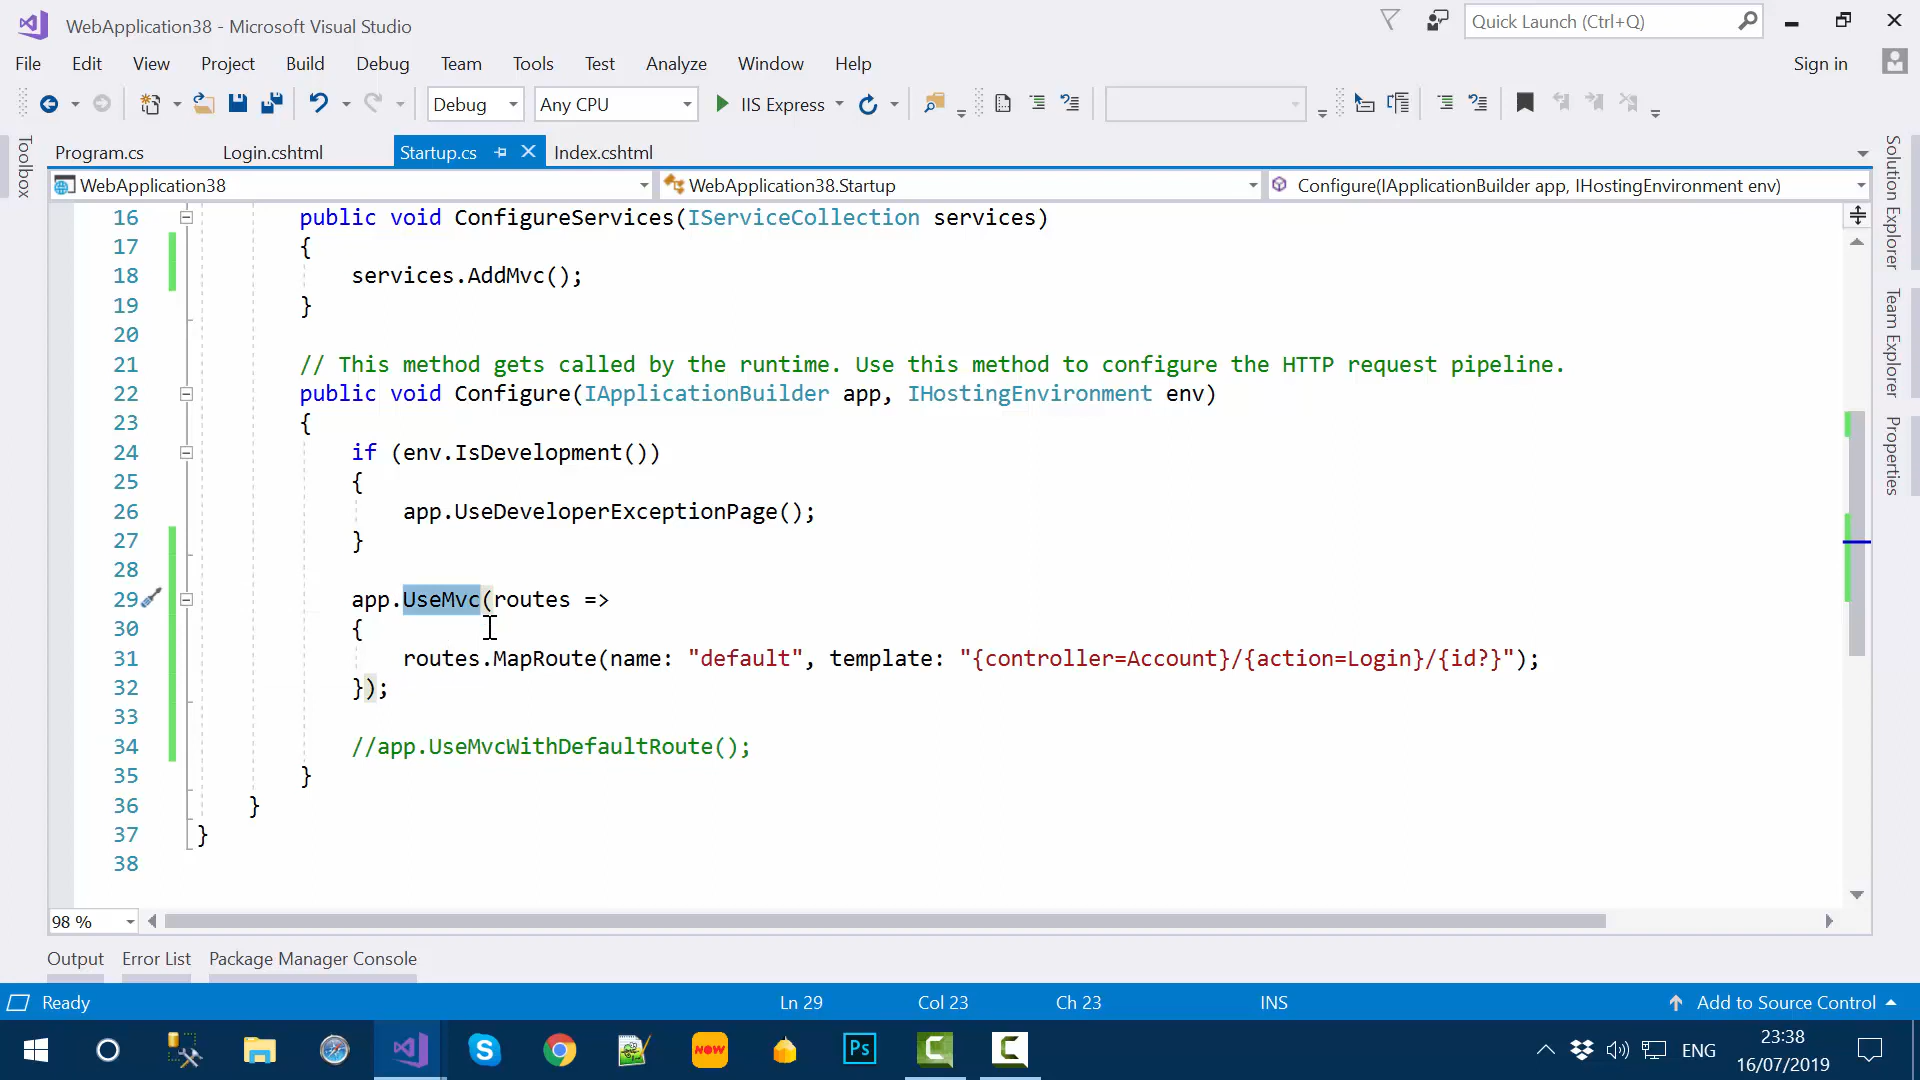 WebApplication38 - Microsoft Visual Studio
Quick Launch (Ctrl+Q)
File Edit View Project Build Debug Team Tools Test Analyze Window Help
Sign in
Debug Any CPU IIS Express
Toolbox
Program.cs Login.cshtml Startup.cs Index.cshtml
WebApplication38 WebApplication38.Startup Configure(IApplicationBuilder app, IHostingEnvironment env)
16 public void ConfigureServices(IServiceCollection services)
17 {
18 services.AddMvc();
19 }
20
21 // This method gets called by the runtime. Use this method to configure the HTTP request pipeline.
22 public void Configure(IApplicationBuilder app, IHostingEnvironment env)
23 {
24 if (env.IsDevelopment())
25 {
26 app.UseDeveloperExceptionPage();
27 }
28
29 app.UseMvc(routes =>
30 {
31 routes.MapRoute(name: "default", template: "{controller=Account}/{action=Login}/{id?}");
32 });
33
34 //app.UseMvcWithDefaultRoute();
35 }
36 }
37 }
38
Solution Explorer
Team Explorer
Properties
98 %
Output Error List Package Manager Console
Ready Ln 29 Col 23 Ch 23 INS Add to Source Control
NOW
Ps
ENG
23:38
16/07/2019